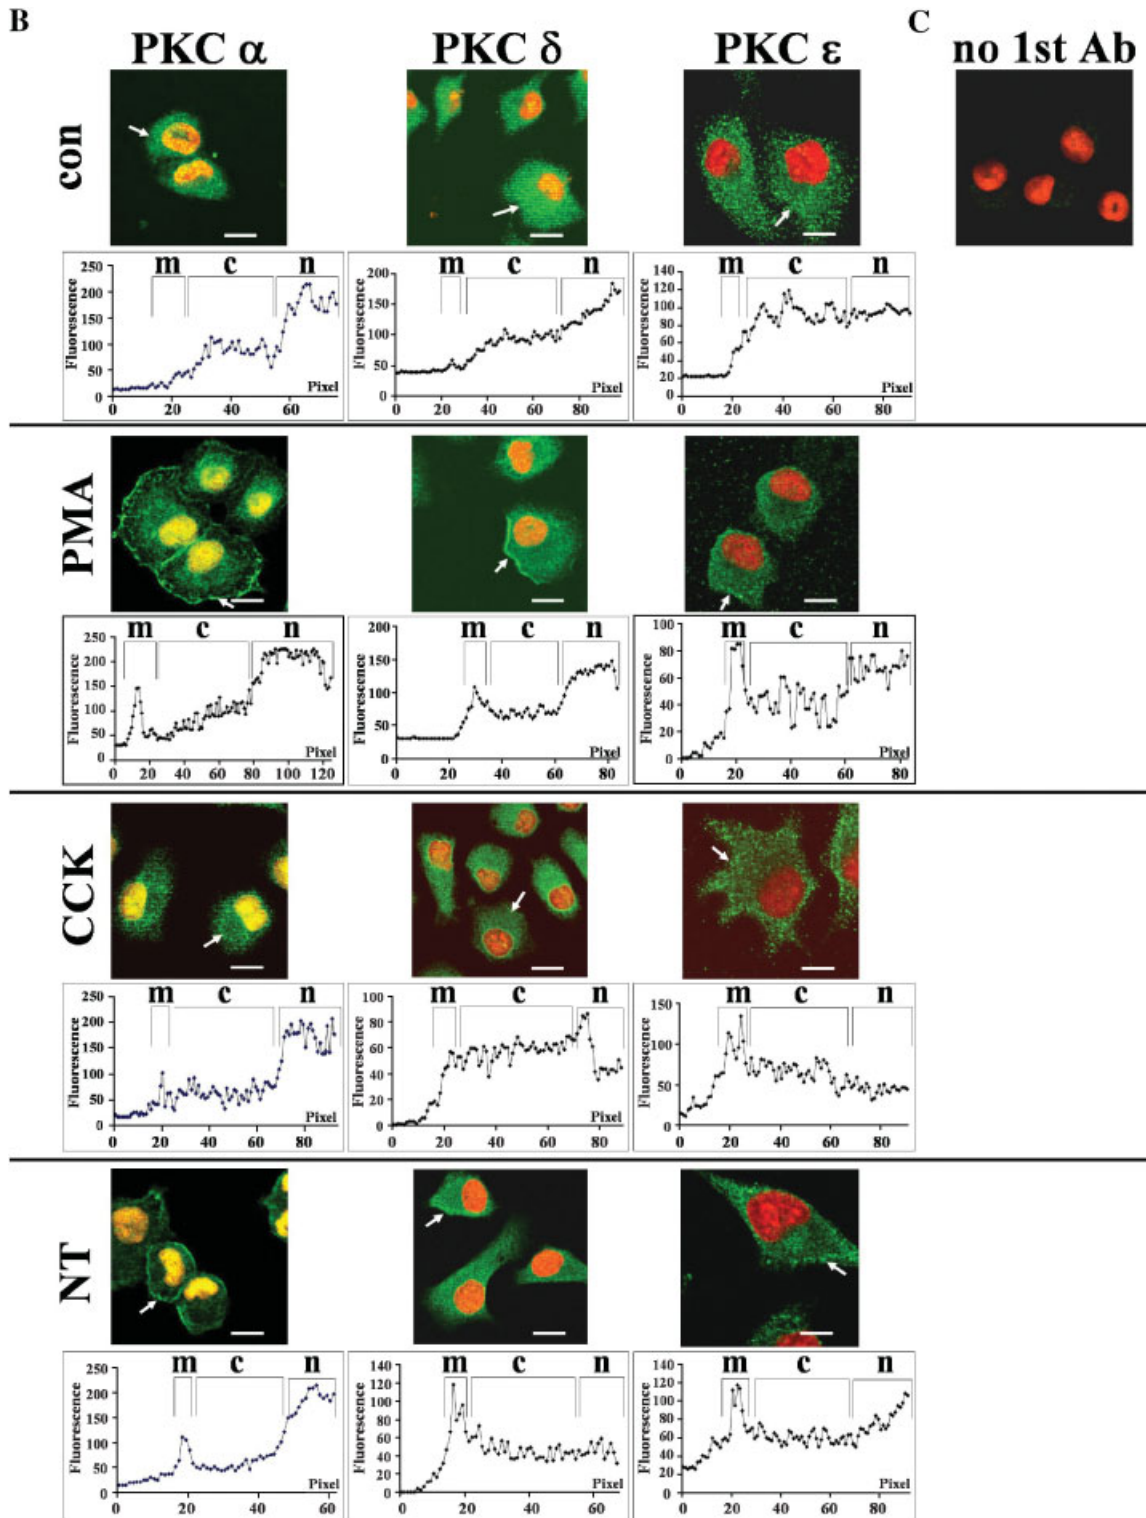 B
C
PKC α
PKC δ
PKC ε
no 1st Ab
con
m c n
m c n
m c n
Fluorescence
250
200
150
100
50
0
0 20 40 60
Pixel
Fluorescence
200
150
100
50
0
0 20 40 60 80
Fluorescence
140
120
100
80
60
40
20
0
0 20 40 60 80
Pixel
PMA
m c n
m c n
m c n
Fluorescence
250
200
150
100
50
0
0 20 40 60 80 100 120
Pixel
Fluorescence
200
150
100
50
0
0 20 40 60 80
Fluorescence
100
80
60
40
20
0
0 20 40 60 80
Pixel
CCK
m c n
m c n
m c n
Fluorescence
250
200
150
100
50
0
0 20 40 60 80
Pixel
Fluorescence
100
80
60
40
20
0
0 20 40 60 80
Fluorescence
150
100
50
0
0 20 40 60 80
NT
m c n
m c n
m c n
Fluorescence
250
200
150
100
50
0
0 20 40 60
Pixel
Fluorescence
140
120
100
80
60
40
20
0
0 20 40 60
Pixel
Fluorescence
140
120
100
80
60
40
20
0
0 20 40 60 80
Pixel